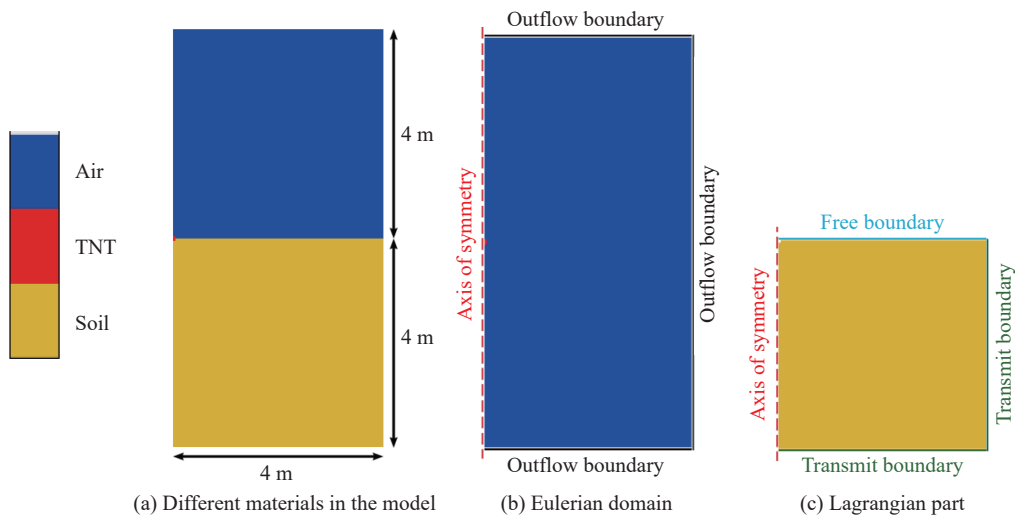 Air
TNT
Soil
4 m
4 m
4 m
(a) Different materials in the model
Outflow boundary
Axis of symmetry
Outflow boundary
Outflow boundary
(b) Eulerian domain
Free boundary
Axis of symmetry
Transmit boundary
Transmit boundary
(c) Lagrangian part